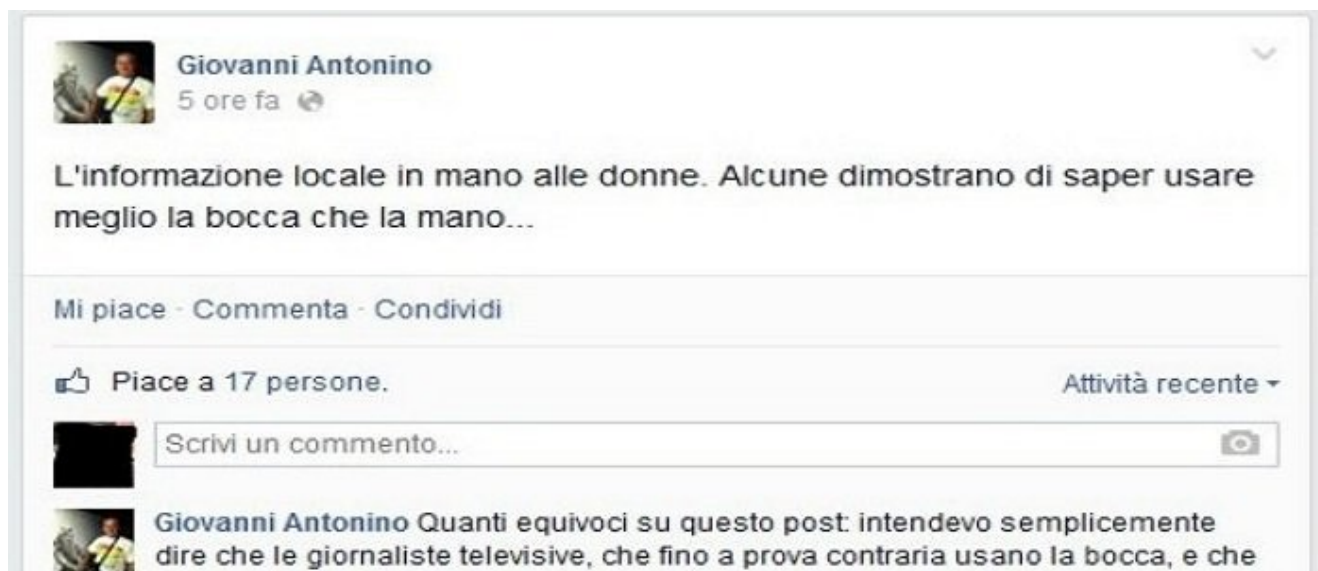 Giovanni Antonino
5 ore fa
L'informazione locale in mano alle donne. Alcune dimostrano di saper usare
meglio la bocca che la mano...
Mi piace · Commenta · Condividi
Piace a 17 persone.
Attività recente
Scrivi un commento...
Giovanni Antonino Quanti equivoci su questo post: intendevo semplicemente
dire che le giornaliste televisive, che fino a prova contraria usano la bocca, e che